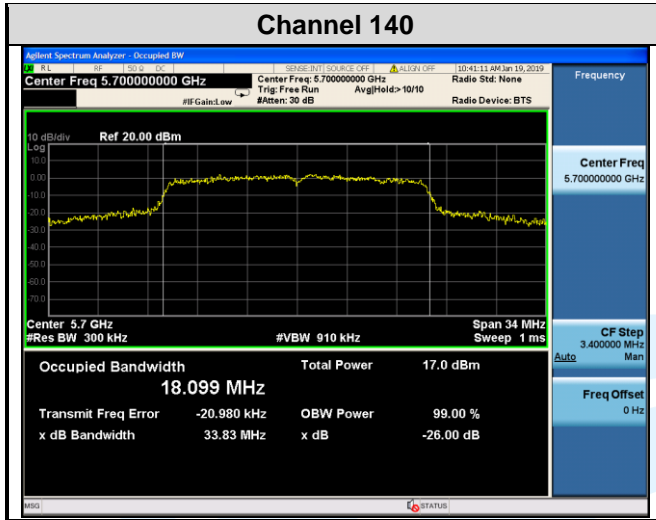 Channel 140
Agilent Spectrum Analyzer - Occupied BW
RL RF 50 Ω DC SENSE:INT SOURCE OFF ALIGN OFF 10:41:11 AM Jan 19, 2019
Center Freq 5.700000000 GHz Center Freq: 5.700000000 GHz Radio Std: None Frequency
Trig: Free Run Avg|Hold:> 10/10
#IFGain:Low #Atten: 30 dB Radio Device: BTS
10 dB/div Ref 20.00 dBm
Log
10.0
0.00
-10.0
-20.0
-30.0
-40.0
-50.0
-60.0
-70.0
Center Freq
5.700000000 GHz
Center 5.7 GHz Span 34 MHz
#Res BW 300 kHz #VBW 910 kHz Sweep 1 ms
CF Step
3.400000 MHz
Auto Man
Occupied Bandwidth Total Power 17.0 dBm
18.099 MHz
Freq Offset
0 Hz
Transmit Freq Error -20.980 kHz OBW Power 99.00 %
x dB Bandwidth 33.83 MHz x dB -26.00 dB
MSG STATUS